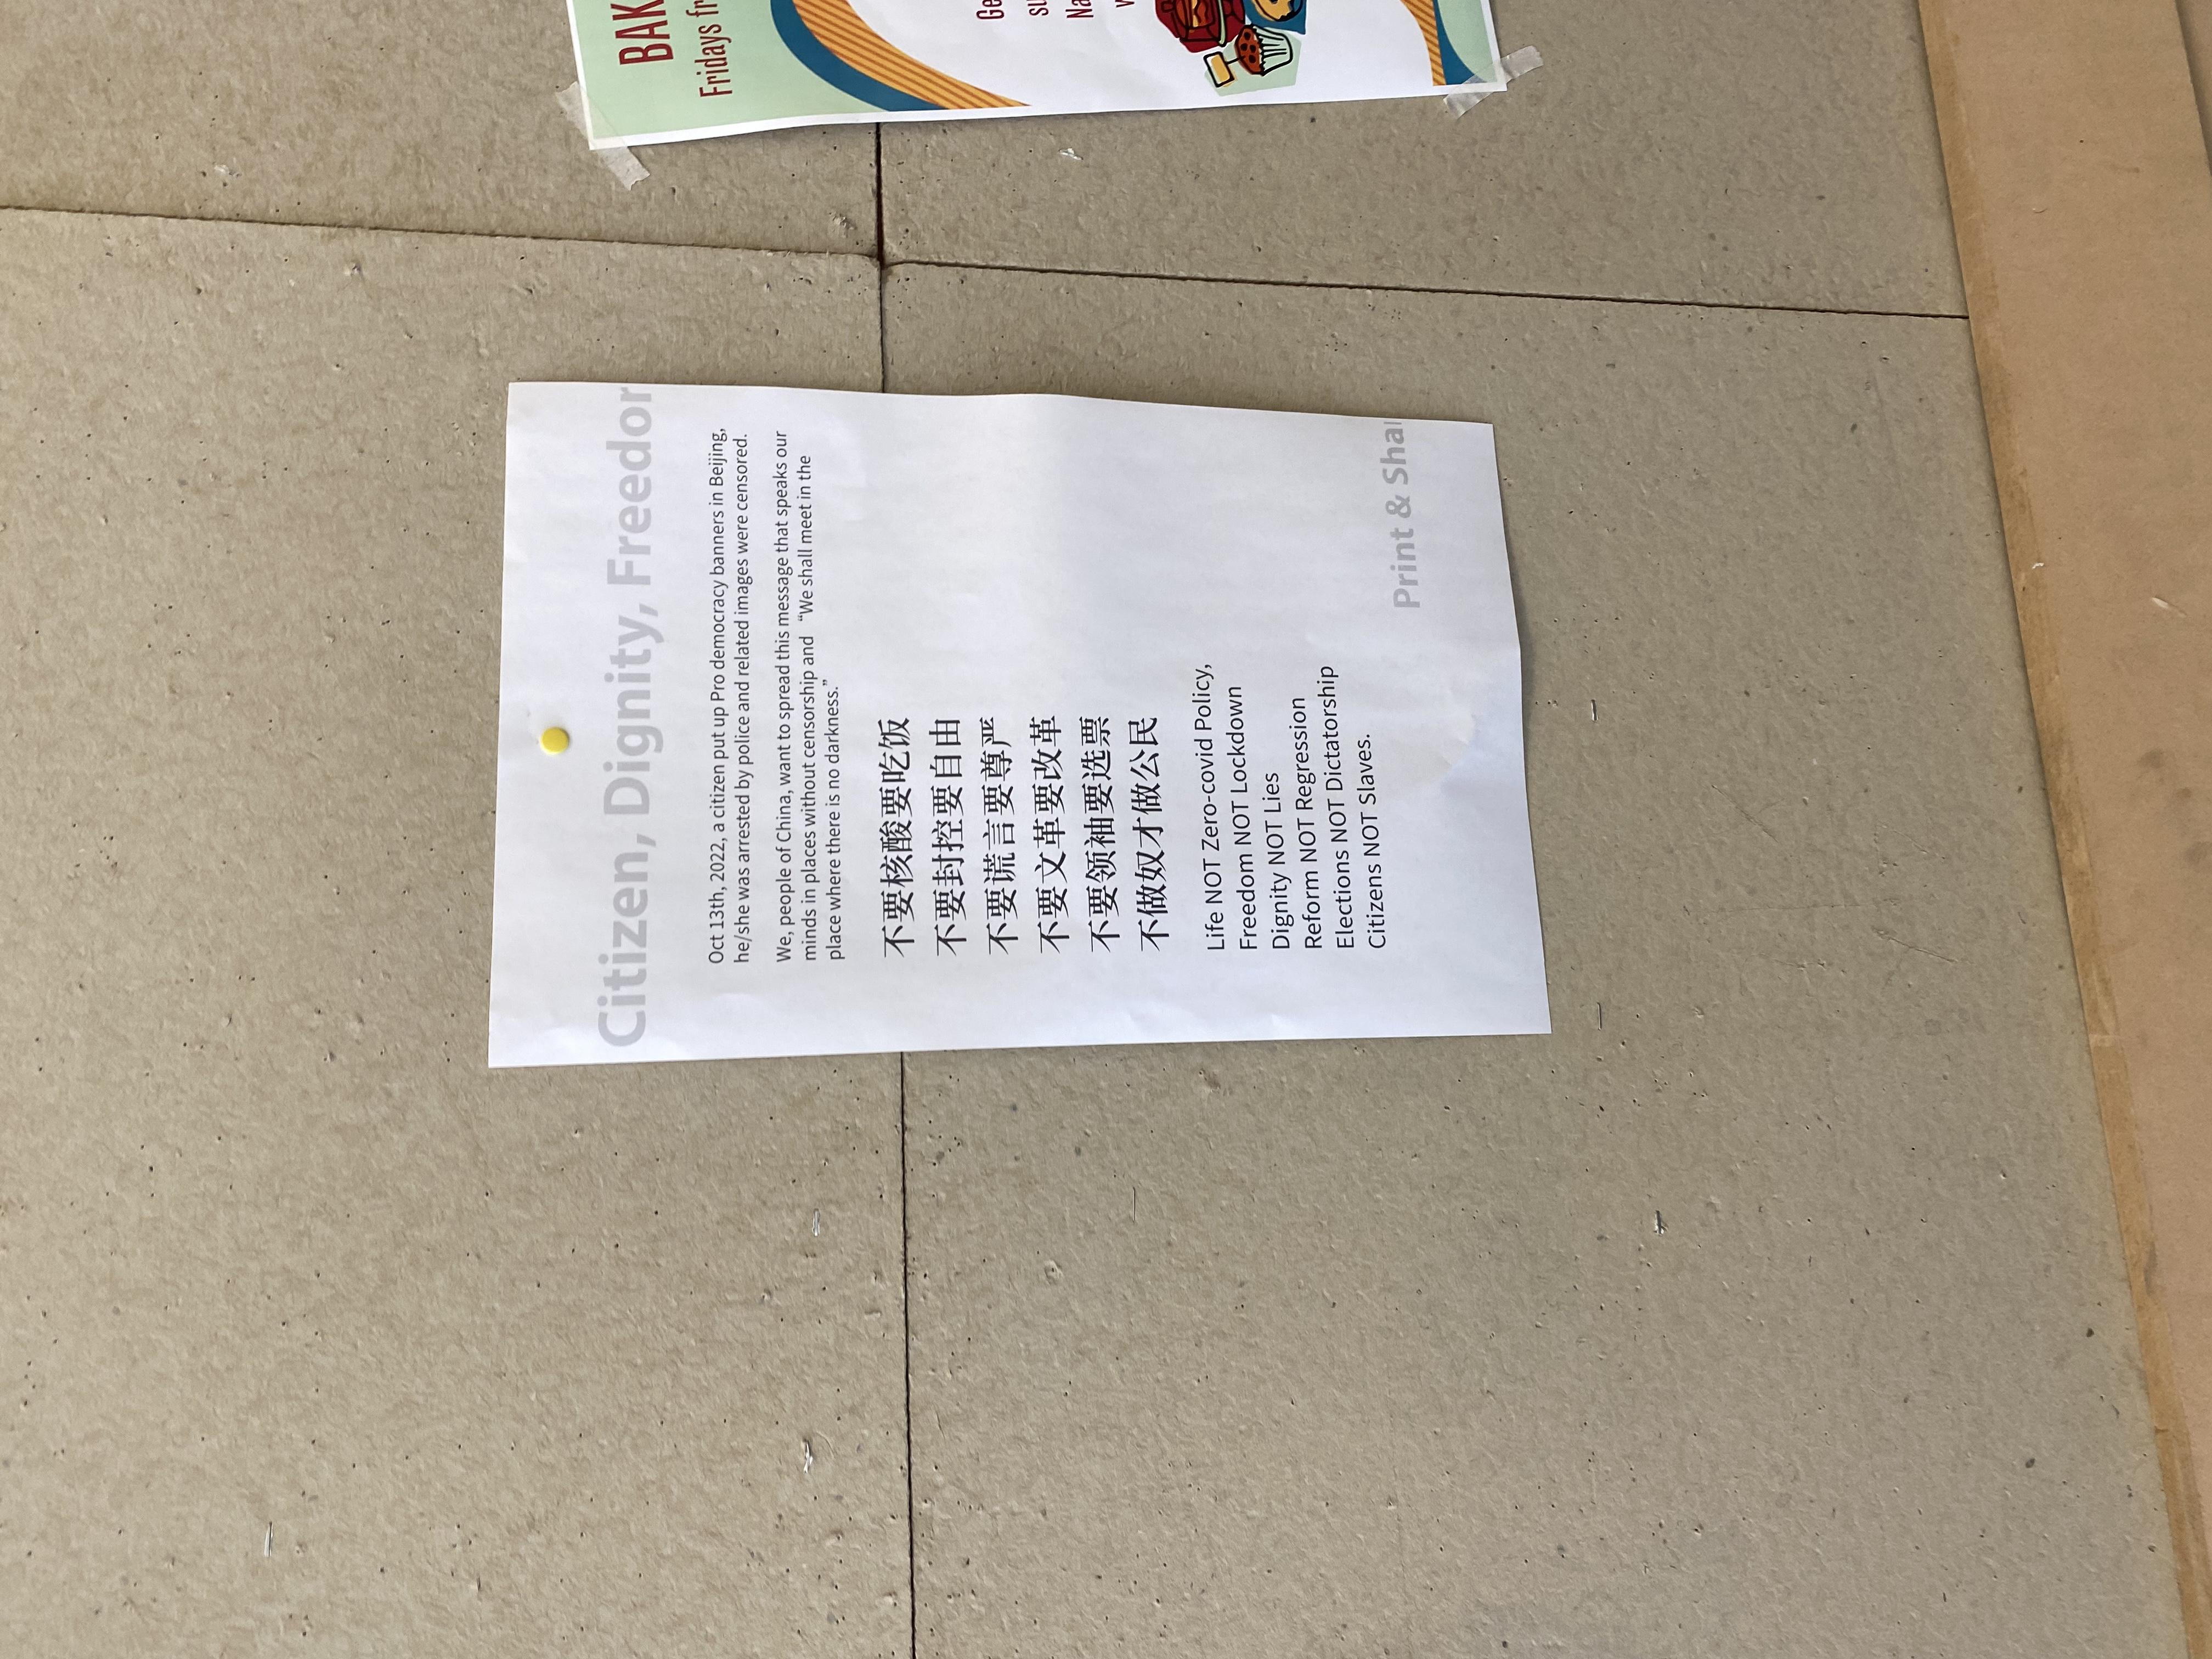 Citizen, Dignity, Freedor
Oct 13th, 2022, a citizen put up Pro democracy banners in Beijing,
he/she was arrested by police and related images were censored.
We, people of China, want to spread this message that speaks our
minds in places without censorship and “We shall meet in the
place where there is no darkness.”
不要核酸要吃饭
不要封控要自由
不要谎言要尊严
不要文革要改革
不要领袖要选票
不做奴才做公民
Life NOT Zero-covid Policy,
Freedom NOT Lockdown
Dignity NOT Lies
Reform NOT Regression
Elections NOT Dictatorship
Citizens NOT Slaves.
Print & Shar
BAK
Fridays fr
Ge
su
Na